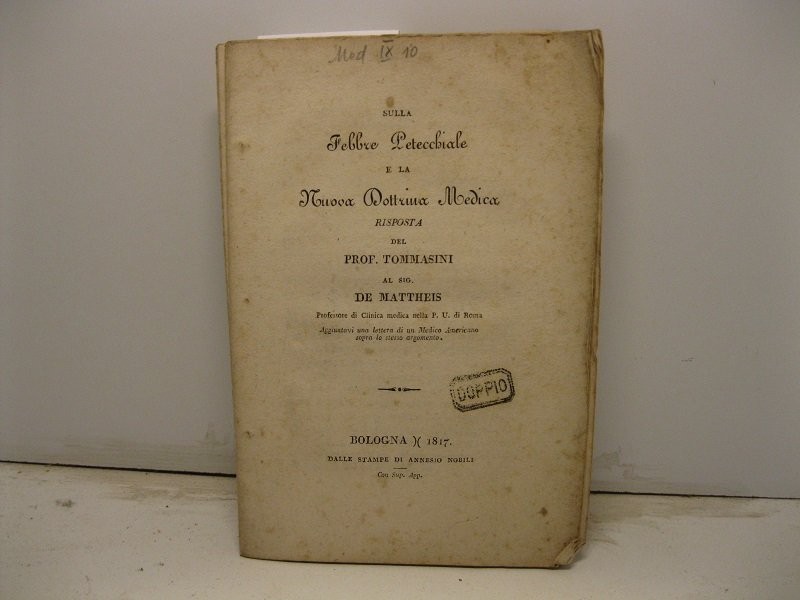 Med IX 10
SULLA
Febbre Petecchiale
E LA
Nuova Dottrina Medica
RISPOSTA
DEL
PROF. TOMMASINI
AL SIG.
DE MATTHEIS
Professore di Clinica medica nella P. U. di Roma
Aggiuntavi una lettera di un Medico Americano
sopra lo stesso argomento.
DOPPIO
BOLOGNA )( 1817.
DALLE STAMPE DI ANNESIO NOBILI
Con Sup. App.